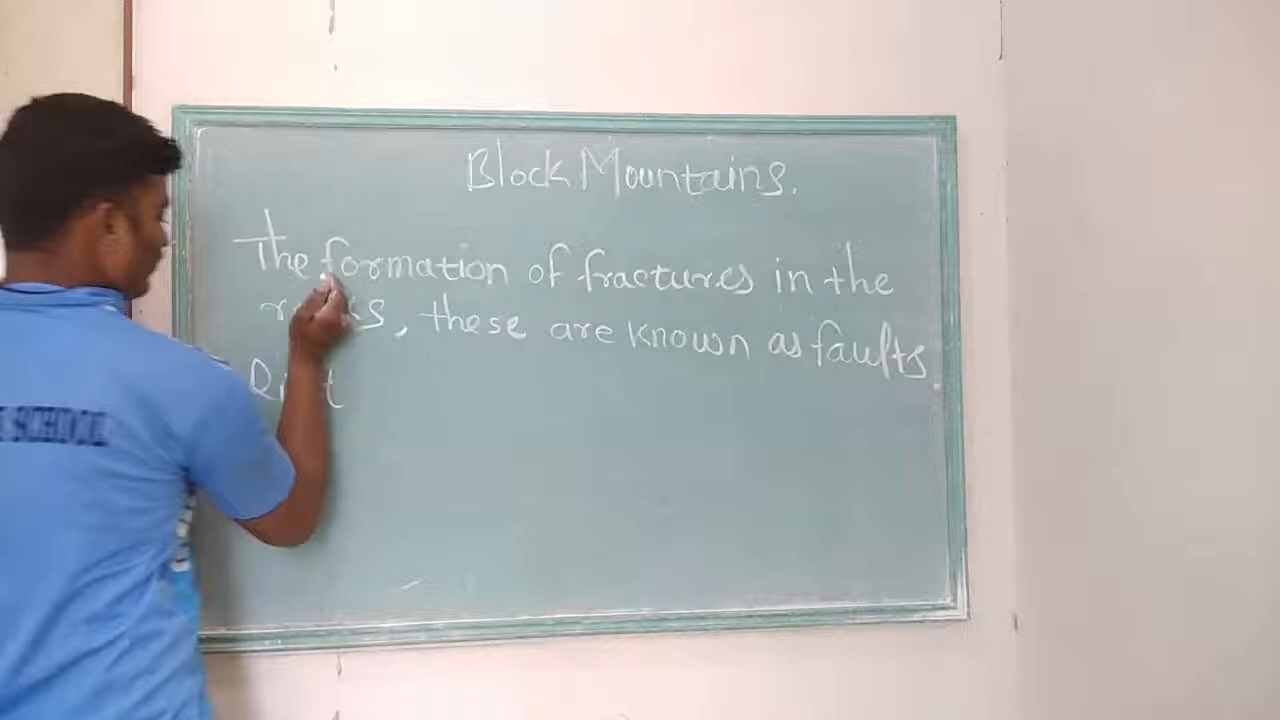 Block Mountains.
The formation of fractures in the
these are known as faults
SCHOOL